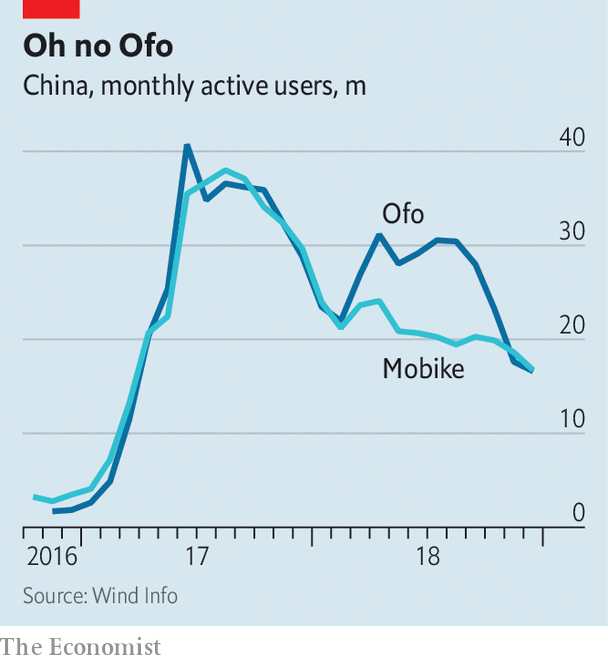 Oh no Ofo
China, monthly active users, m
40
Ofo
30
20
Mobike
10
0
2016 17 18
Source: Wind Info
The Economist